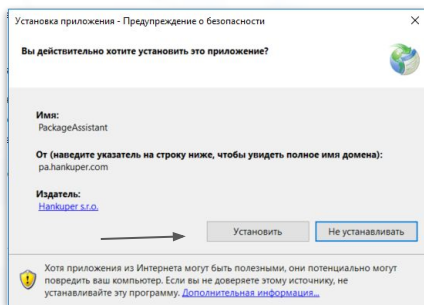 Установка приложения - Предупреждение о безопасности
Вы действительно хотите установить это приложение?
Имя:
PackageAssistant
От (наведите указатель на строку ниже, чтобы увидеть полное имя домена):
pa.hankuper.com
Издатель:
Hankuper s.r.o.
Установить
Не устанавливать
Хотя приложения из Интернета могут быть полезными, они потенциально могут
повредить ваш компьютер. Если вы не доверяете этому источнику, не
устанавливайте эту программу. Дополнительная информация...